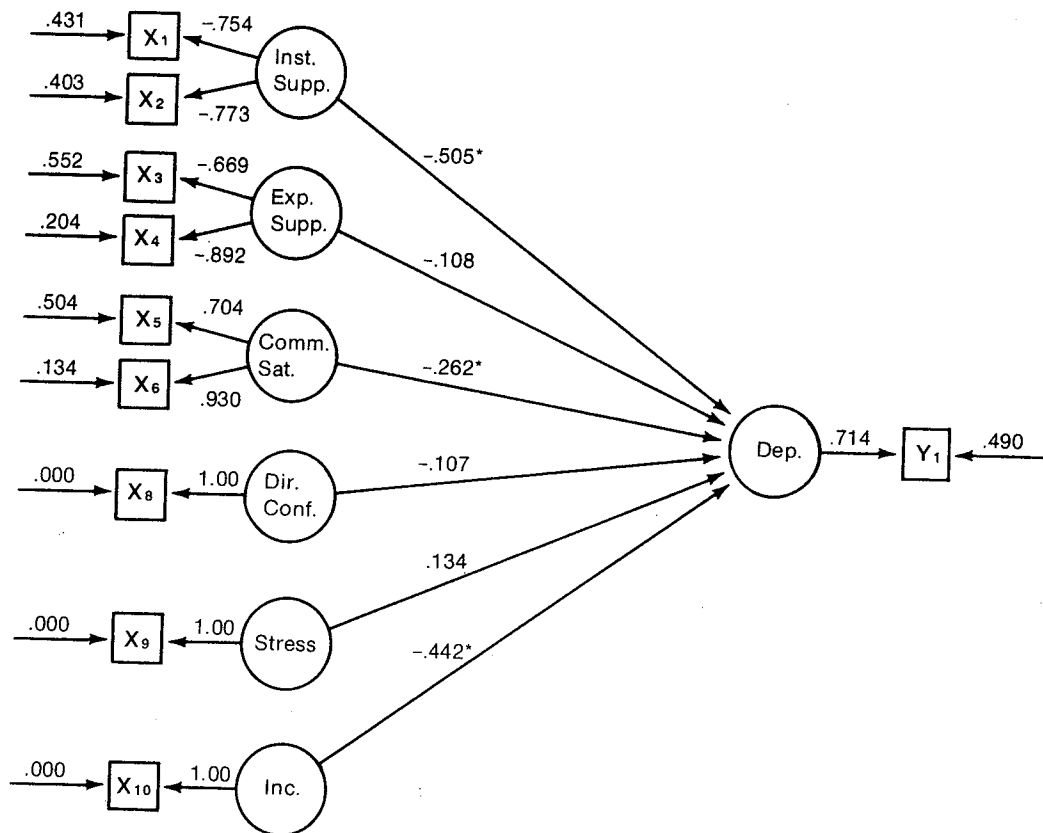 .431
X1
-.754
Inst.
Supp.
.403
X2
-.773
-.505*
.552
X3
-.669
Exp.
Supp.
.204
X4
-.892
-.108
.504
X5
.704
Comm.
Sat.
.134
X6
.930
-.262*
.000
X8
1.00
Dir.
Conf.
-.107
Dep.
.714
Y1
.490
.000
X9
1.00
Stress
.134
.000
X10
1.00
Inc.
-.442*